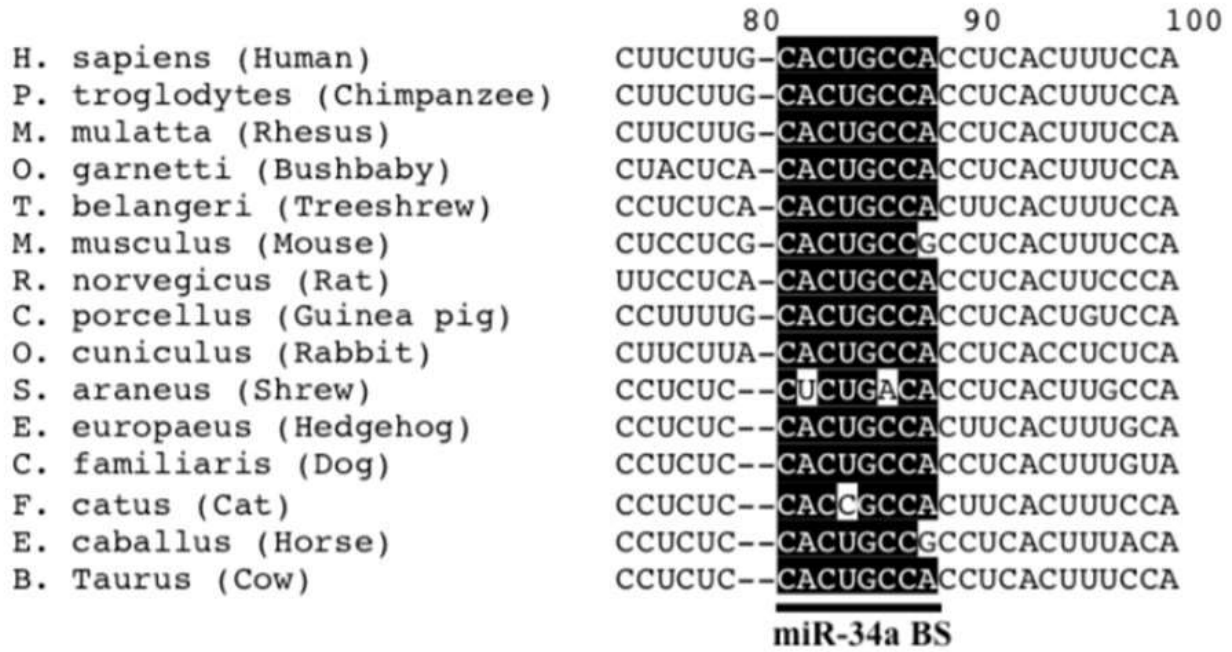 80 90 100
H. sapiens (Human) CUUCUUG-CACUGCCACCUCACUUUCCA
P. troglodytes (Chimpanzee) CUUCUUG-CACUGCCACCUCACUUUCCA
M. mulatta (Rhesus) CUUCUUG-CACUGCCACCUCACUUUCCA
O. garnetti (Bushbaby) CUACUCA-CACUGCCACCUCACUUUCCA
T. belangeri (Treeshrew) CCUCUCA-CACUGCCACUUCACUUUCCA
M. musculus (Mouse) CUCCUCG-CACUGCCGCCUCACUUUCCA
R. norvegicus (Rat) UUCCUCA-CACUGCCACCUCACUUCCCA
C. porcellus (Guinea pig) CCUUUUG-CACUGCCACCUCACUGUCCA
O. cuniculus (Rabbit) CUUCUUA-CACUGCCACCUCACCUCUCA
S. araneus (Shrew) CCUCUC--CUCUGACACCUCACUUGCCA
E. europaeus (Hedgehog) CCUCUC--CACUGCCACUUCACUUUGCA
C. familiaris (Dog) CCUCUC--CACUGCCACCUCACUUUGUA
F. catus (Cat) CCUCUC--CACCGCCACUUCACUUUCCA
E. caballus (Horse) CCUCUC--CACUGCCGCCUCACUUUACA
B. Taurus (Cow) CCUCUC--CACUGCCACCUCACUUUCCA
miR-34a BS